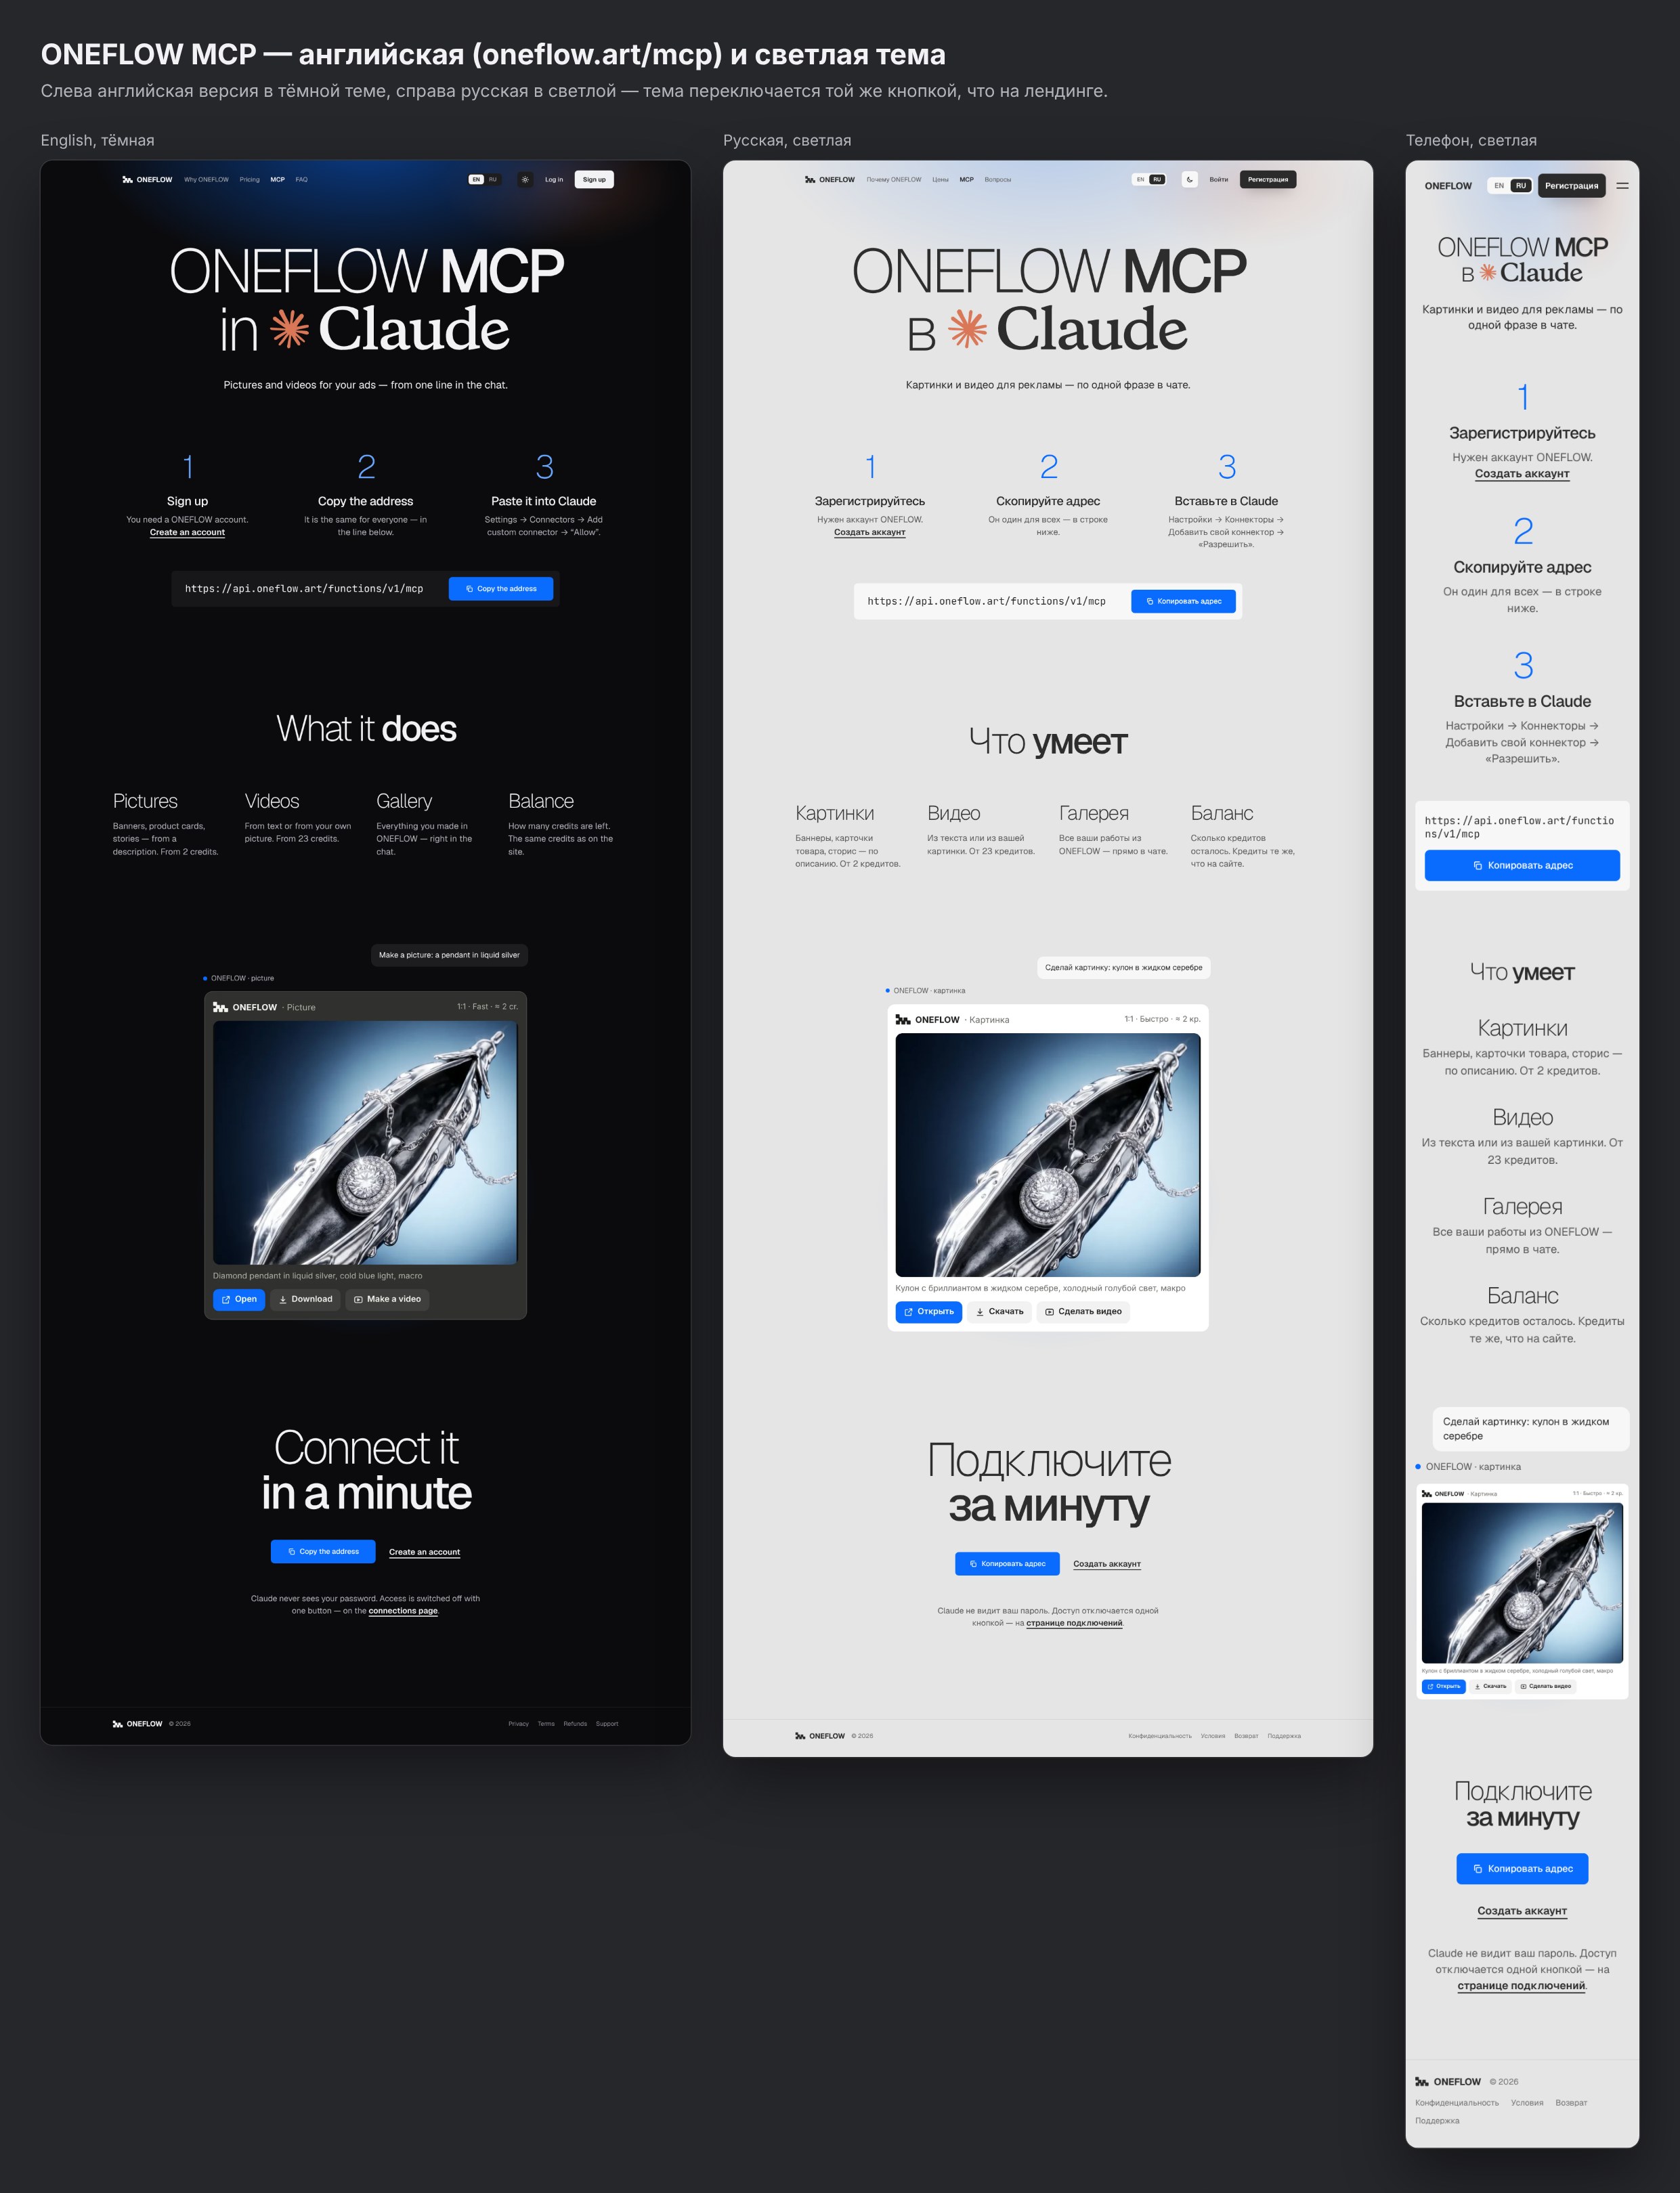 ONEFLOW MCP — английская (oneflow.art/mcp) и светлая тема
Слева английская версия в тёмной теме, справа русская в светлой — тема переключается той же кнопкой, что на лендинге.
English, тёмная
ONEFLOW Why ONEFLOW Pricing MCP FAQ EN RU Log in Sign up
ONEFLOW MCP
in Claude
Pictures and videos for your ads — from one line in the chat.
1 2 3
Sign up Copy the address Paste it into Claude
You need a ONEFLOW account. It is the same for everyone — in Settings → Connectors → Add
Create an account the line below. custom connector → “Allow”.
https://api.oneflow.art/functions/v1/mcp Copy the address
What it does
Pictures Videos Gallery Balance
Banners, product cards, From text or from your own Everything you made in How many credits are left.
stories — from a picture. From 23 credits. ONEFLOW — right in the The same credits as on the
description. From 2 credits. chat. site.
Make a picture: a pendant in liquid silver
ONEFLOW · picture
ONEFLOW · Picture 1:1 · Fast · ≈ 2 cr.
Diamond pendant in liquid silver, cold blue light, macro
Open Download Make a video
Connect it
in a minute
Copy the address Create an account
Claude never sees your password. Access is switched off with
one button — on the connections page.
ONEFLOW © 2026 Privacy Terms Refunds Support
Русская, светлая
ONEFLOW Почему ONEFLOW Цены MCP Вопросы EN RU Войти Регистрация
ONEFLOW MCP
в Claude
Картинки и видео для рекламы — по одной фразе в чате.
1 2 3
Зарегистрируйтесь Скопируйте адрес Вставьте в Claude
Нужен аккаунт ONEFLOW. Он один для всех — в строке Настройки → Коннекторы →
Создать аккаунт ниже. Добавить свой коннектор →
«Разрешить».
https://api.oneflow.art/functions/v1/mcp Копировать адрес
Что умеет
Картинки Видео Галерея Баланс
Баннеры, карточки Из текста или из вашей Все ваши работы из Сколько кредитов
товара, сторис — по картинки. От 23 кредитов. ONEFLOW — прямо в чате. осталось. Кредиты те же,
описанию. От 2 кредитов. что на сайте.
Сделай картинку: кулон в жидком серебре
ONEFLOW · картинка
ONEFLOW · Картинка 1:1 · Быстро · ≈ 2 кр.
Кулон с бриллиантом в жидком серебре, холодный голубой свет, макро
Открыть Скачать Сделать видео
Подключите
за минуту
Копировать адрес Создать аккаунт
Claude не видит ваш пароль. Доступ отключается одной
кнопкой — на странице подключений.
ONEFLOW © 2026 Конфиденциальность Условия Возврат Поддержка
Телефон, светлая
ONEFLOW EN RU Регистрация
ONEFLOW MCP
в Claude
Картинки и видео для рекламы — по
одной фразе в чате.
1
Зарегистрируйтесь
Нужен аккаунт ONEFLOW.
Создать аккаунт
2
Скопируйте адрес
Он один для всех — в строке
ниже.
3
Вставьте в Claude
Настройки → Коннекторы →
Добавить свой коннектор →
«Разрешить».
https://api.oneflow.art/functio
ns/v1/mcp
Копировать адрес
Что умеет
Картинки
Баннеры, карточки товара, сторис —
по описанию. От 2 кредитов.
Видео
Из текста или из вашей картинки. От
23 кредитов.
Галерея
Все ваши работы из ONEFLOW —
прямо в чате.
Баланс
Сколько кредитов осталось. Кредиты
те же, что на сайте.
Сделай картинку: кулон в жидком
серебре
ONEFLOW · картинка
ONEFLOW · Картинка 1:1 · Быстро · ≈ 2 кр.
Кулон с бриллиантом в жидком серебре, холодный голубой свет, макро
Открыть Скачать Сделать видео
Подключите
за минуту
Копировать адрес
Создать аккаунт
Claude не видит ваш пароль. Доступ
отключается одной кнопкой — на
странице подключений.
ONEFLOW © 2026
Конфиденциальность Условия Возврат
Поддержка